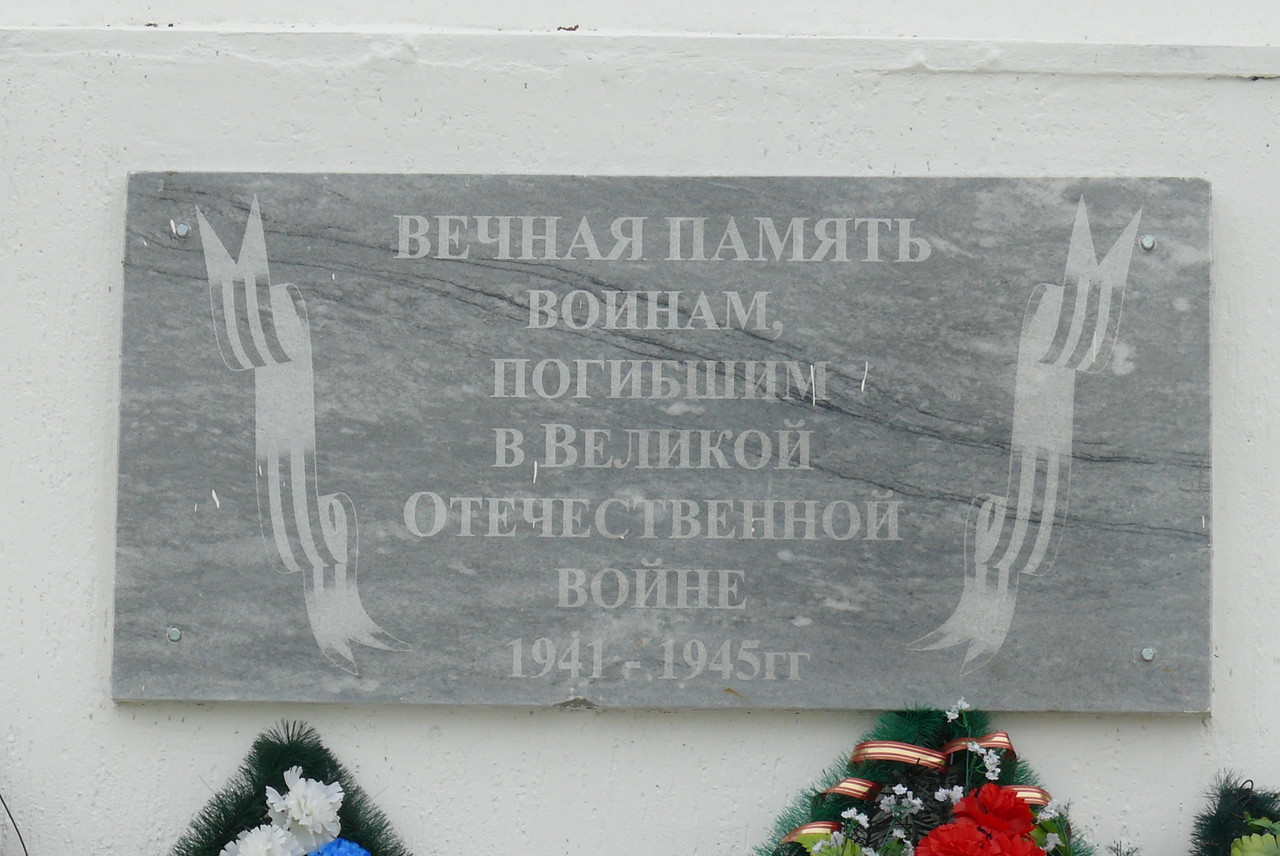 ВЕЧНАЯ ПАМЯТЬ
ВОИНАМ,
ПОГИБШИМ
В ВЕЛИКОЙ
ОТЕЧЕСТВЕННОЙ
ВОЙНЕ
1941 - 1945гг